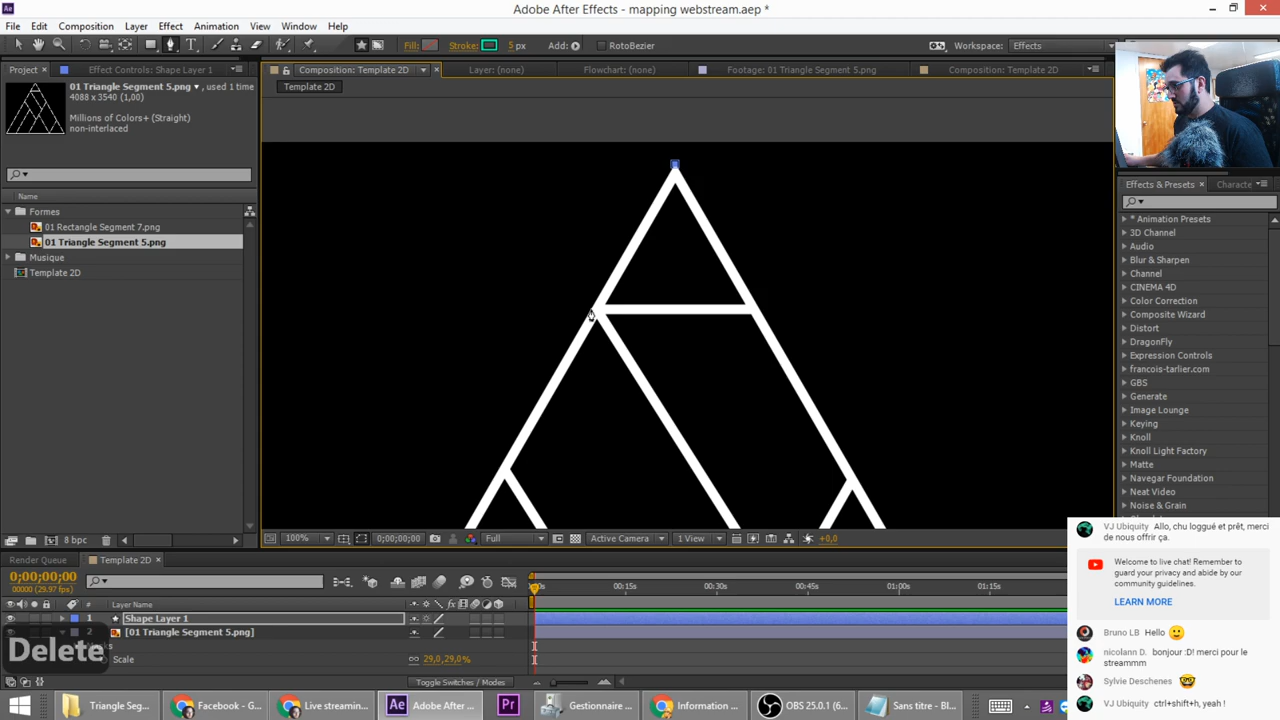 Adobe After Effects - mapping webstream.aep *
File Edit Composition Layer Effect Animation View Window Help
Fill: Stroke: 5 px Add: RotoBezier Workspace: Effects
Project Effect Controls: Shape Layer 1 Composition: Template 2D Layer: (none) Flowchart: (none) Footage: 01 Triangle Segment 5.png Composition: Template 2D
01 Triangle Segment 5.png ▾ , used 1 time
4088 x 3540 (1,00)
Millions of Colors+ (Straight)
non-interlaced
Template 2D
Name
Formes
01 Rectangle Segment 7.png
01 Triangle Segment 5.png
Musique
Template 2D
Effects & Presets Characte
* Animation Presets
3D Channel
Audio
Blur & Sharpen
Channel
CINEMA 4D
Color Correction
Composite Wizard
Distort
DragonFly
Expression Controls
francois-tarlier.com
GBS
Generate
Image Lounge
Keying
Knoll
Knoll Light Factory
Matte
Navegar Foundation
Neat Video
Noise & Grain
8 bpc
100% 0;00;00;00 Full Active Camera 1 View +0,0
Render Queue Template 2D
0;00;00;00
00000 (29.97 fps)
# Layer Name
00:15s 00:30s 00:45s 01:00s 01:15s
1 Shape Layer 1
2 [01 Triangle Segment 5.png]
Scale 29,0,29,0%
Toggle Switches / Modes
Delete
VJ Ubiquity Allo, chu loggué et prêt, merci
de nous offrir ça.
Welcome to live chat! Remember to
guard your privacy and abide by our
community guidelines.
LEARN MORE
Bruno LB Hello
nicolann D. bonjour :D! merci pour le
streammm
Sylvie Deschenes
VJ Ubiquity ctrl+shift+h, yeah !
Triangle Seg... Facebook - G... Live streamin... Adobe After ... Gestionnaire ... Information ... OBS 25.0.1 (6... Sans titre - Bl...